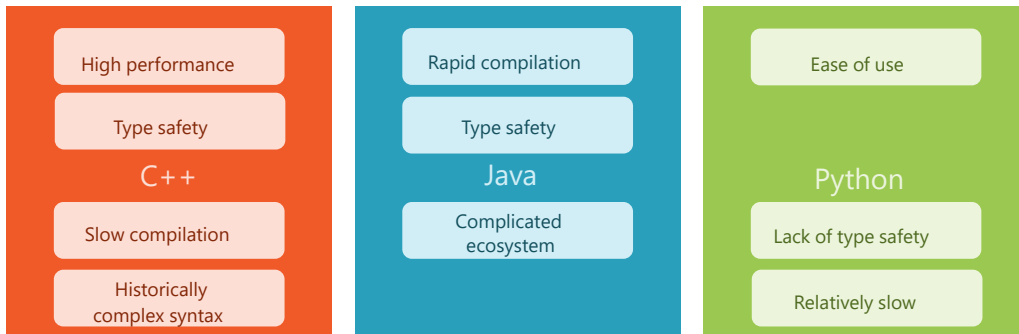 High performance
Type safety
C++
Slow compilation
Historically
complex syntax
Rapid compilation
Type safety
Java
Complicated
ecosystem
Ease of use
Python
Lack of type safety
Relatively slow